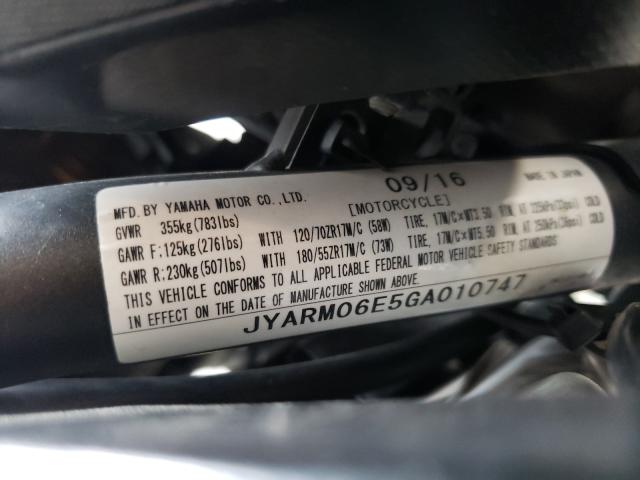 MFD.BY YAMAHA MOTOR CO.,LTD. 09/16 MADE IN JAPAN
GVWR 355kg(783lbs) [MOTORCYCLE]
GAWR F:125kg(276lbs) WITH 120/70ZR17M/C (58W) TIRE, 17M/C×MT3.50 RIM, AT 225kPa(33psi) COLD
GAWR R:230kg(507lbs) WITH 180/55ZR17M/C (73W) TIRE, 17M/C×MT5.50 RIM, AT 250kPa(36psi) COLD
THIS VEHICLE CONFORMS TO ALL APPLICABLE FEDERAL MOTOR VEHICLE SAFETY STANDARDS
IN EFFECT ON THE DATE OF MANUFACTURE SHOWN ABOVE.
JYARM06E5GA010747